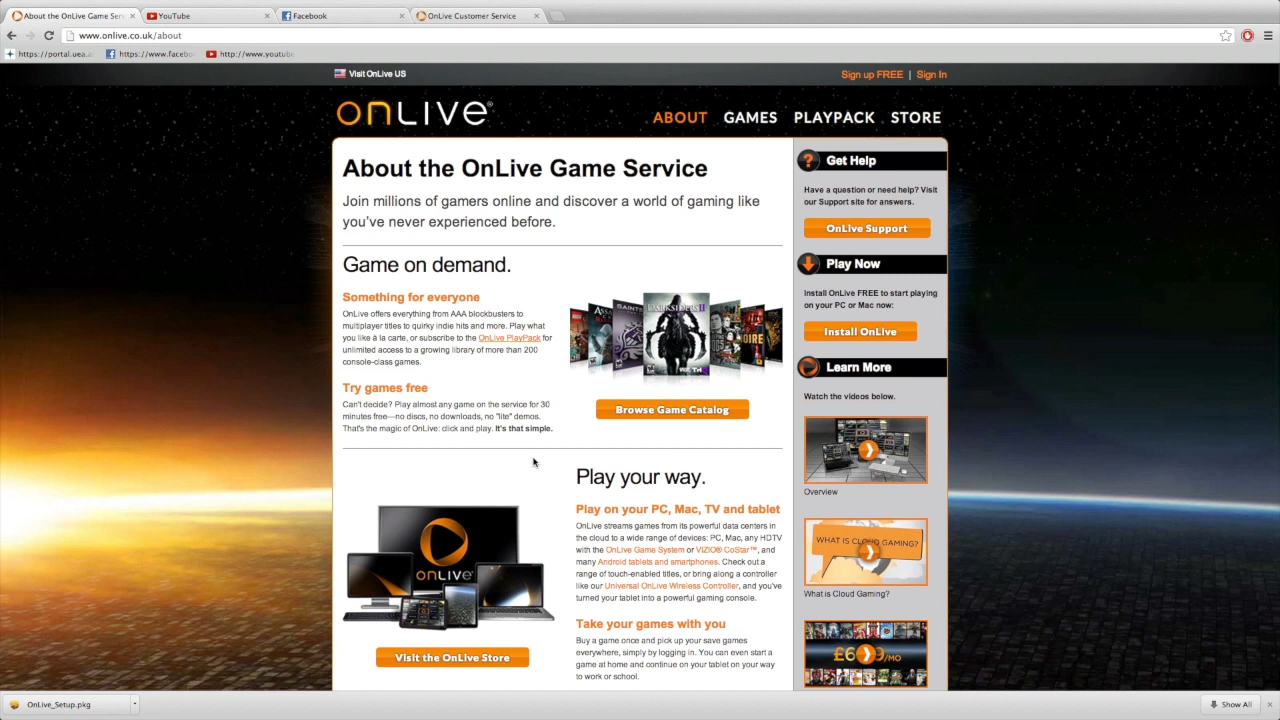 About the OnLive Game Ser
YouTube
Facebook
OnLive Customer Service
www.onlive.co.uk/about
https://portal.uea.a
https://www.facebo
http://www.youtube
Visit OnLive US
Sign up FREE | Sign In
onLIVE®
ABOUT GAMES PLAYPACK STORE
About the OnLive Game Service
Join millions of gamers online and discover a world of gaming like
you've never experienced before.
Game on demand.
Something for everyone
OnLive offers everything from AAA blockbusters to
multiplayer titles to quirky indie hits and more. Play what
you like à la carte, or subscribe to the OnLive PlayPack for
unlimited access to a growing library of more than 200
console-class games.
Try games free
Can't decide? Play almost any game on the service for 30
minutes free—no discs, no downloads, no "lite" demos.
That's the magic of OnLive: click and play. It's that simple.
SAINTS
DARKSIDERS II
Browse Game Catalog
onLIVE
Visit the OnLive Store
Play your way.
Play on your PC, Mac, TV and tablet
OnLive streams games from its powerful data centers in
the cloud to a wide range of devices: PC, Mac, any HDTV
with the OnLive Game System or VIZIO® CoStar™, and
many Android tablets and smartphones. Check out a
range of touch-enabled titles, or bring along a controller
like our Universal OnLive Wireless Controller, and you've
turned your tablet into a powerful gaming console.
Take your games with you
Buy a game once and pick up your save games
everywhere, simply by logging in. You can even start a
game at home and continue on your tablet on your way
to work or school.
Get Help
Have a question or need help? Visit
our Support site for answers.
OnLive Support
Play Now
Install OnLive FREE to start playing
on your PC or Mac now:
Install OnLive
Learn More
Watch the videos below.
Overview
WHAT IS CLOUD GAMING?
What is Cloud Gaming?
/MO
OnLive_Setup.pkg
Show All